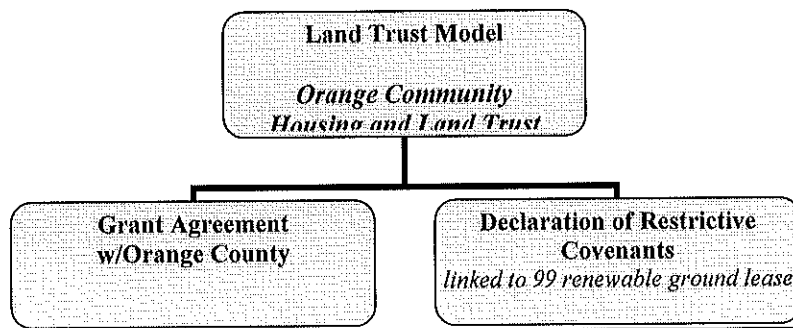 Land Trust Model
Orange Community
Housing and Land Trust
Grant Agreement
w/Orange County
Declaration of Restrictive
Covenants
linked to 99 renewable ground lease